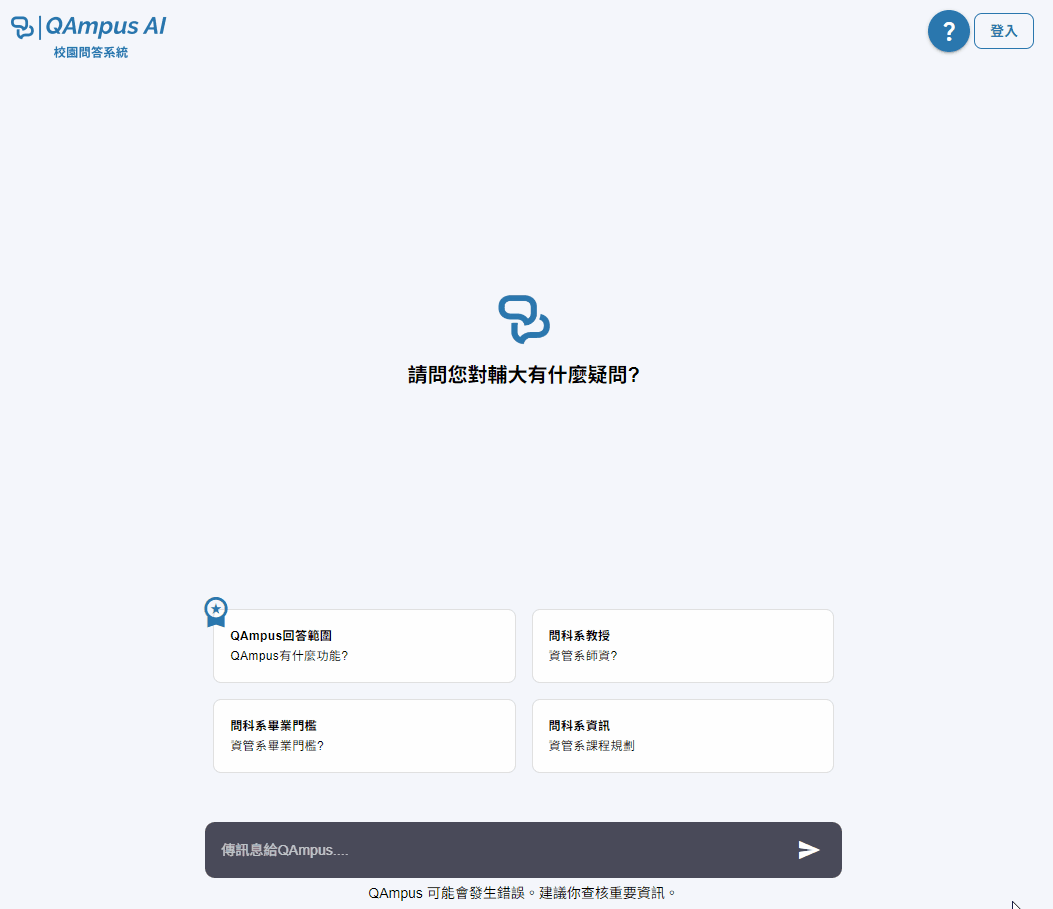 QAmpus AI
校園問答系統
?
登入
請問您對輔大有什麼疑問?
QAmpus回答範圍
QAmpus有什麼功能?
問科系教授
資管系師資?
問科系畢業門檻
資管系畢業門檻?
問科系資訊
資管系課程規劃
傳訊息給QAmpus....
QAmpus 可能會發生錯誤。建議你查核重要資訊。